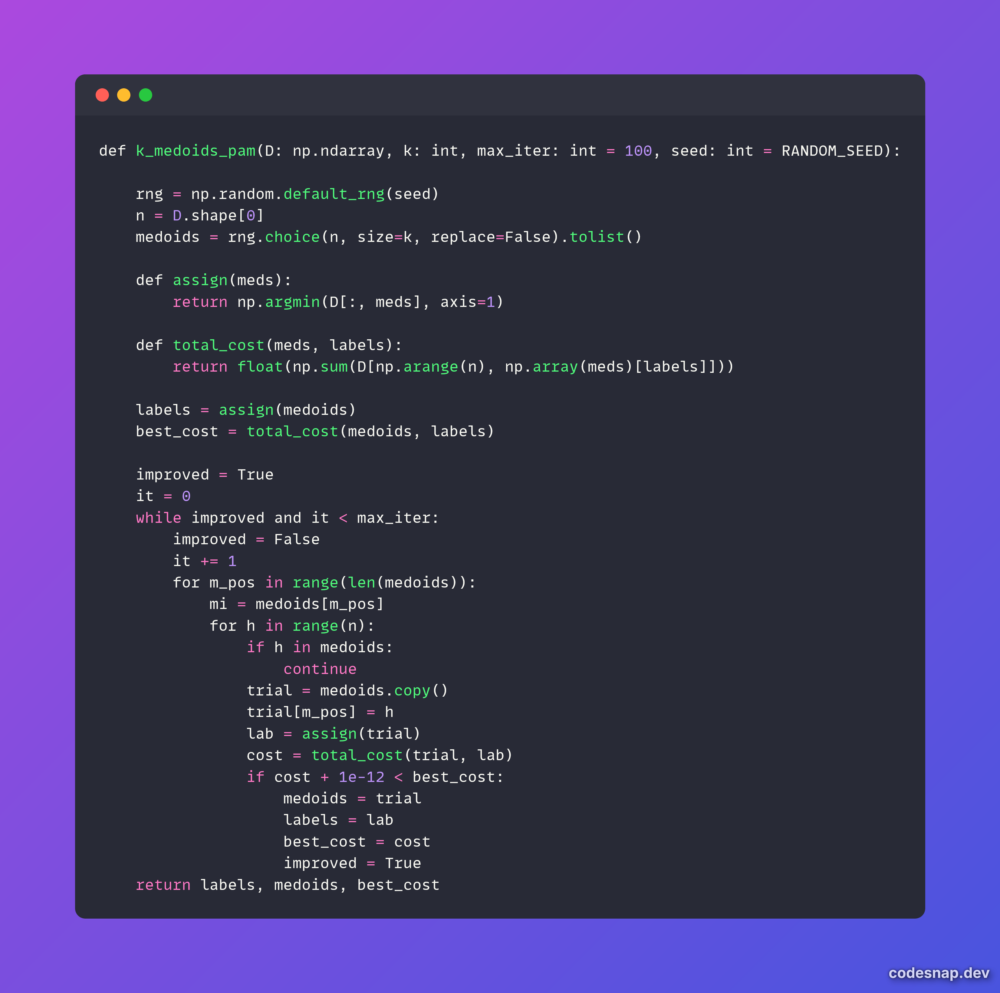 def k_medoids_pam(D: np.ndarray, k: int, max_iter: int = 100, seed: int = RANDOM_SEED):

    rng = np.random.default_rng(seed)
    n = D.shape[0]
    medoids = rng.choice(n, size=k, replace=False).tolist()

    def assign(meds):
        return np.argmin(D[:, meds], axis=1)

    def total_cost(meds, labels):
        return float(np.sum(D[np.arange(n), np.array(meds)[labels]]))

    labels = assign(medoids)
    best_cost = total_cost(medoids, labels)

    improved = True
    it = 0
    while improved and it < max_iter:
        improved = False
        it += 1
        for m_pos in range(len(medoids)):
            mi = medoids[m_pos]
            for h in range(n):
                if h in medoids:
                    continue
                trial = medoids.copy()
                trial[m_pos] = h
                lab = assign(trial)
                cost = total_cost(trial, lab)
                if cost + 1e-12 < best_cost:
                    medoids = trial
                    labels = lab
                    best_cost = cost
                    improved = True
    return labels, medoids, best_cost
codesnap.dev